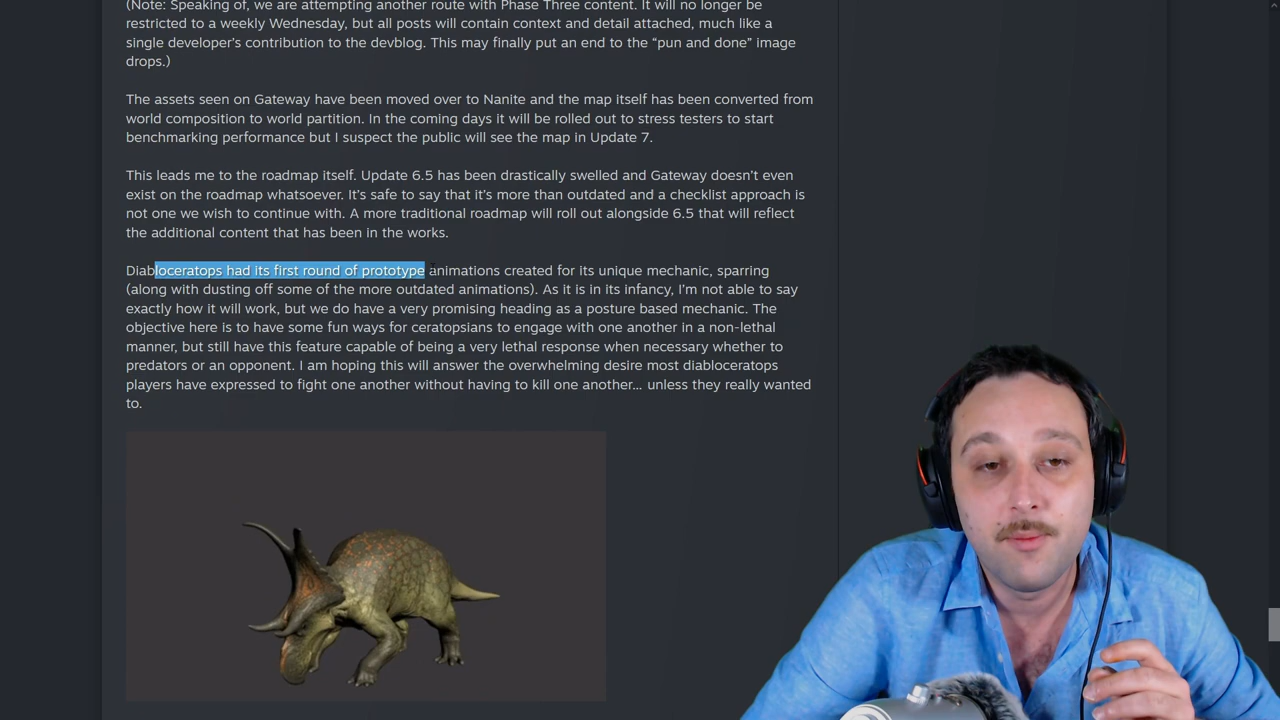 (Note: Speaking of, we are attempting another route with Phase Three content. It will no longer be
restricted to a weekly Wednesday, but all posts will contain context and detail attached, much like a
single developer's contribution to the devblog. This may finally put an end to the “pun and done” image
drops.)
The assets seen on Gateway have been moved over to Nanite and the map itself has been converted from
world composition to world partition. In the coming days it will be rolled out to stress testers to start
benchmarking performance but I suspect the public will see the map in Update 7.
This leads me to the roadmap itself. Update 6.5 has been drastically swelled and Gateway doesn’t even
exist on the roadmap whatsoever. It’s safe to say that it’s more than outdated and a checklist approach is
not one we wish to continue with. A more traditional roadmap will roll out alongside 6.5 that will reflect
the additional content that has been in the works.
Diabloceratops had its first round of prototype animations created for its unique mechanic, sparring
(along with dusting off some of the more outdated animations). As it is in its infancy, I’m not able to say
exactly how it will work, but we do have a very promising heading as a posture based mechanic. The
objective here is to have some fun ways for ceratopsians to engage with one another in a non-lethal
manner, but still have this feature capable of being a very lethal response when necessary whether to
predators or an opponent. I am hoping this will answer the overwhelming desire most diabloceratops
players have expressed to fight one another without having to kill one another... unless they really wanted
to.